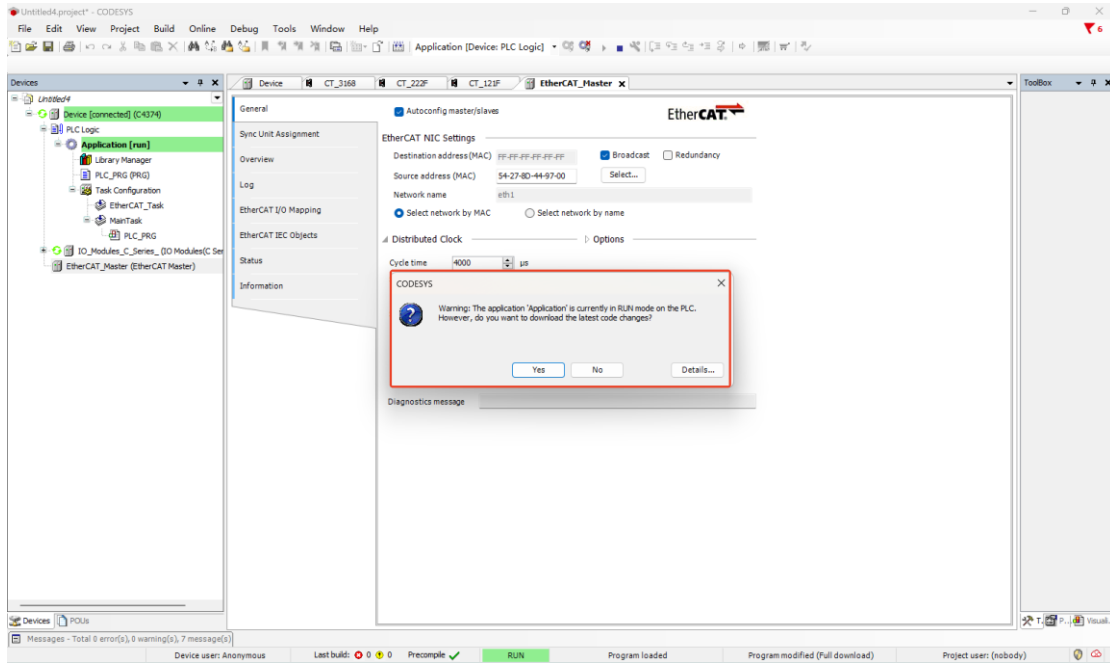 Untitled4.project* - CODESYS
File Edit View Project Build Online Debug Tools Window Help
6
Application [Device: PLC Logic]
Devices
Device
CT_3168
CT_222F
CT_121F
EtherCAT_Master
ToolBox
Untitled4
Device [connected] (C4374)
PLC Logic
Application [run]
Library Manager
PLC_PRG (PRG)
Task Configuration
EtherCAT_Task
MainTask
PLC_PRG
IO_Modules_C_Series_ (IO Modules(C Ser
EtherCAT_Master (EtherCAT Master)
General
Sync Unit Assignment
Overview
Log
EtherCAT I/O Mapping
EtherCAT IEC Objects
Status
Information
Autoconfig master/slaves
EtherCAT.
EtherCAT NIC Settings
Destination address (MAC) FF-FF-FF-FF-FF-FF Broadcast Redundancy
Source address (MAC) 54-27-8D-44-97-00 Select...
Network name eth1
Select network by MAC Select network by name
Distributed Clock Options
Cycle time 4000 µs
CODESYS
Warning: The application 'Application' is currently in RUN mode on the PLC.
However, do you want to download the latest code changes?
Yes No Details...
Diagnostics message
Devices POUs
T.. P... Visuali.
Messages - Total 0 error(s), 0 warning(s), 7 message(s)
Device user: Anonymous Last build: 0 0 Precompile RUN Program loaded Program modified (Full download) Project user: (nobody)